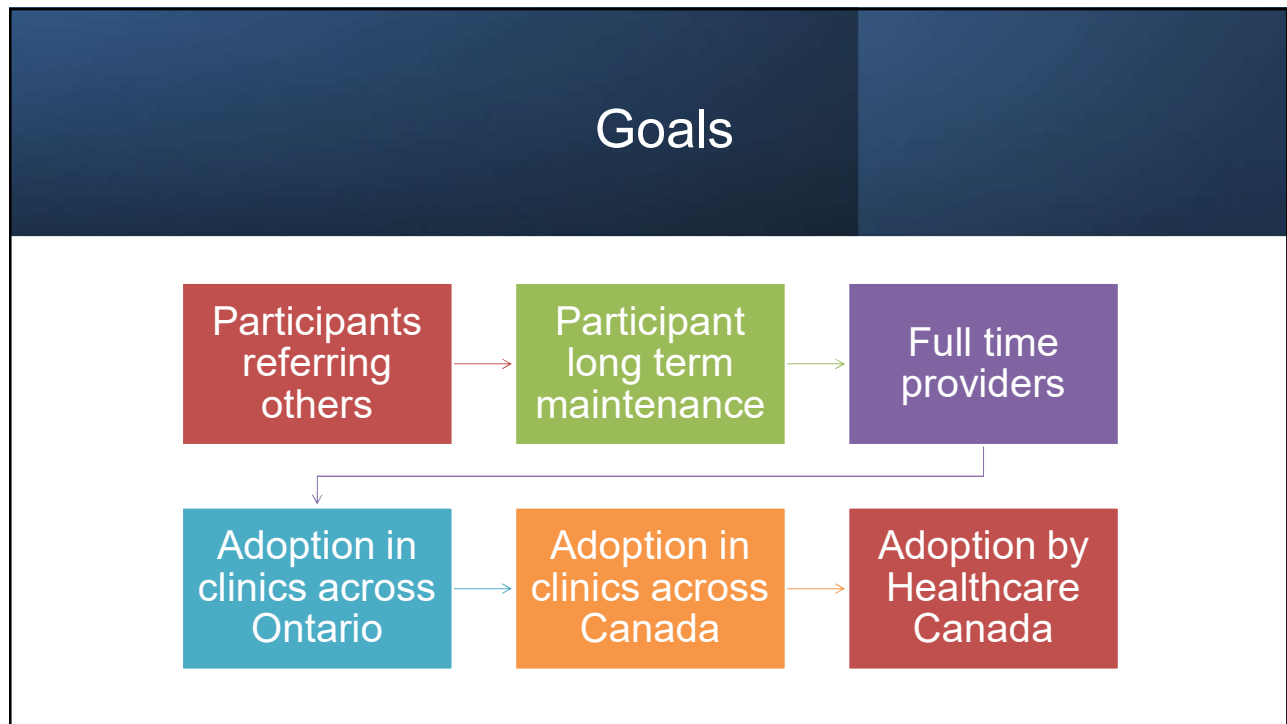 Goals
Participants
referring
others
Participant
long term
maintenance
Full time
providers
Adoption in
clinics across
Ontario
Adoption in
clinics across
Canada
Adoption by
Healthcare
Canada